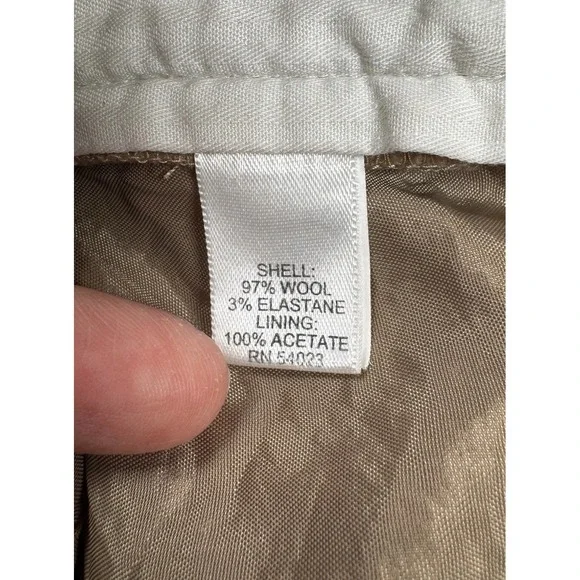 SHELL:
97% WOOL
3% ELASTANE
LINING:
100% ACETATE
RN 54023